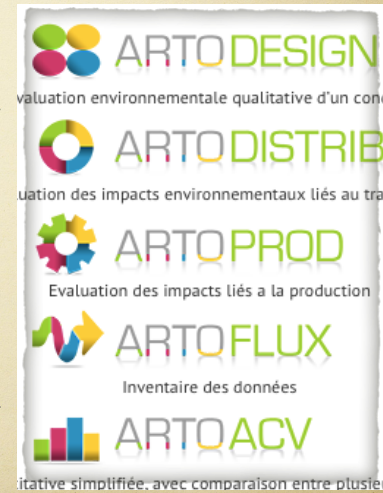 ARTODESIGN
valuation environnementale qualitative d'un con
ARTODISTRIB
uation des impacts environnementaux liés au tra
ARTOPROD
Evaluation des impacts liés a la production
ARTOFLUX
Inventaire des données
ARTOACV
itative simplifiée, avec comparaison entre plusie